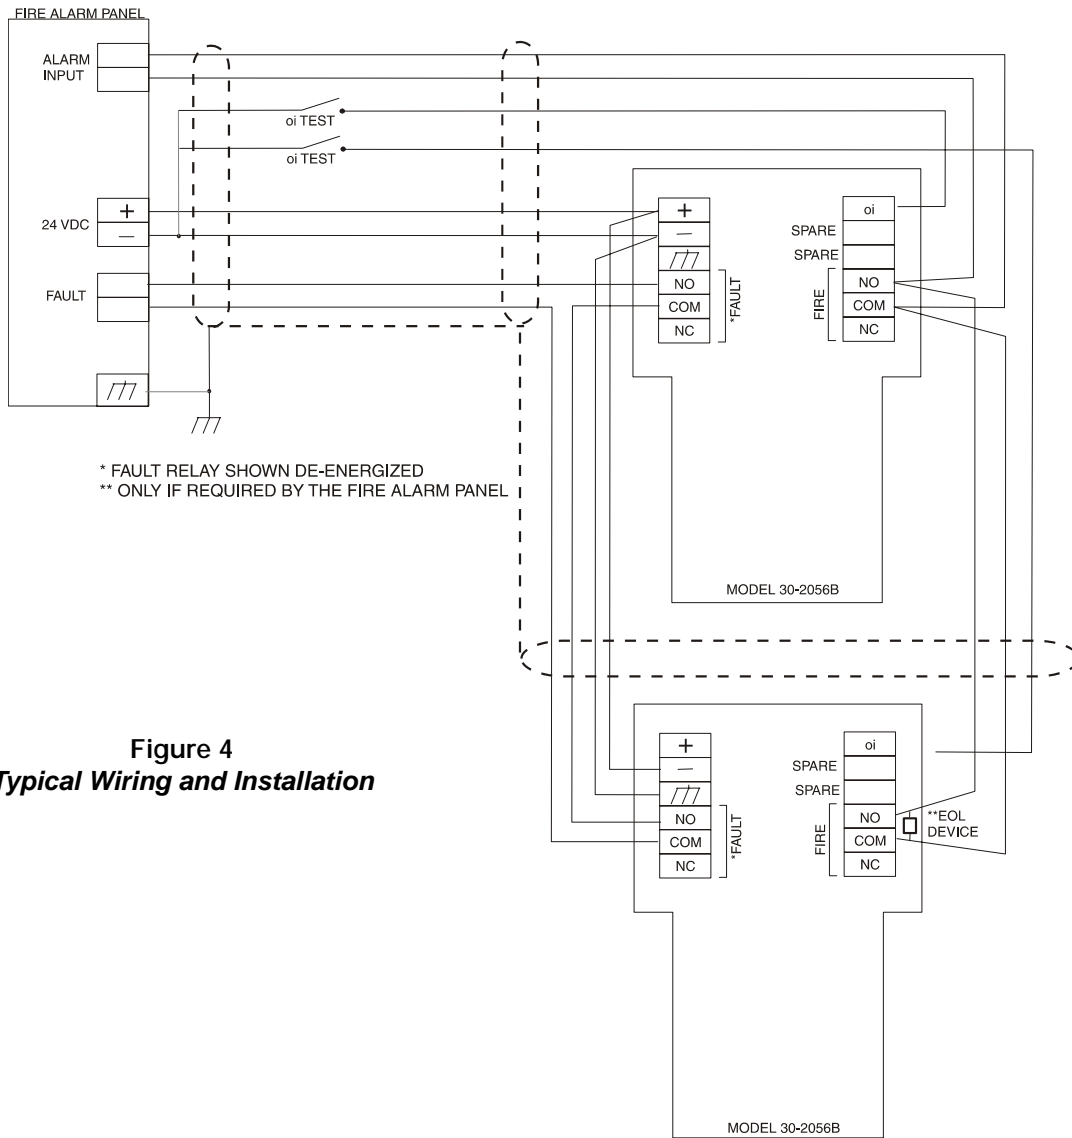 FIRE ALARM PANEL
ALARM
INPUT
oi TEST
oi TEST
24 VDC
+
—
FAULT
* FAULT RELAY SHOWN DE-ENERGIZED
** ONLY IF REQUIRED BY THE FIRE ALARM PANEL
+
—
NO
COM
NC
*FAULT
oi
SPARE
SPARE
NO
COM
NC
FIRE
MODEL 30-2056B
Figure 4
Typical Wiring and Installation
+
—
NO
COM
NC
*FAULT
oi
SPARE
SPARE
NO
COM
NC
FIRE
**EOL
DEVICE
MODEL 30-2056B